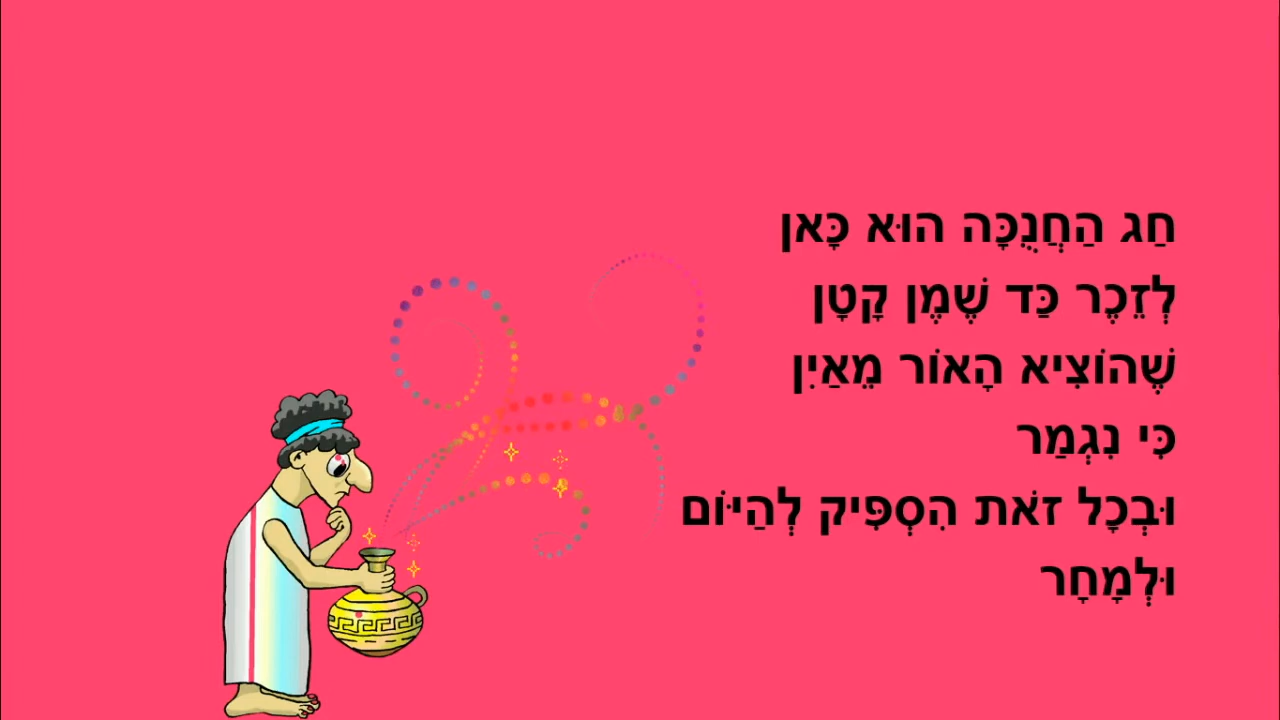 חַג הַחֲנֻכָּה הוּא כָּאן
לְזֵכֶר כַּד שֶׁמֶן קָטָן
שֶׁהוֹצִיא הָאוֹר מֵאַיִן
כִּי נִגְמַר
וּבְכָל זֹאת הִסְפִּיק לְהַיּוֹם
וּלְמָחָר